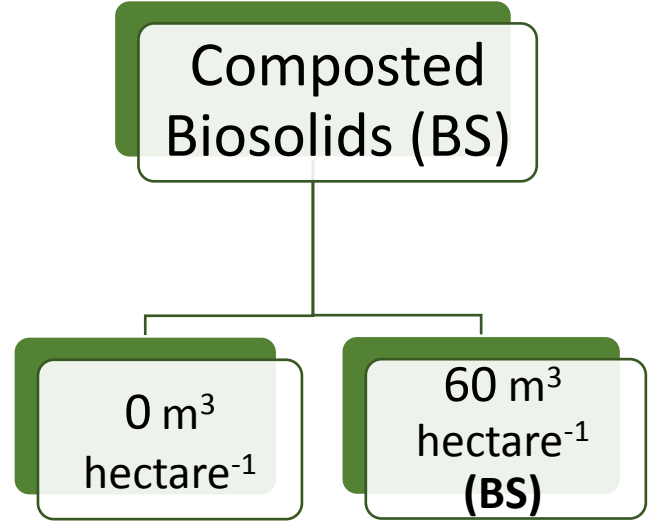 Composted
Biosolids (BS)
0 m³
hectare⁻¹
60 m³
hectare⁻¹
(BS)